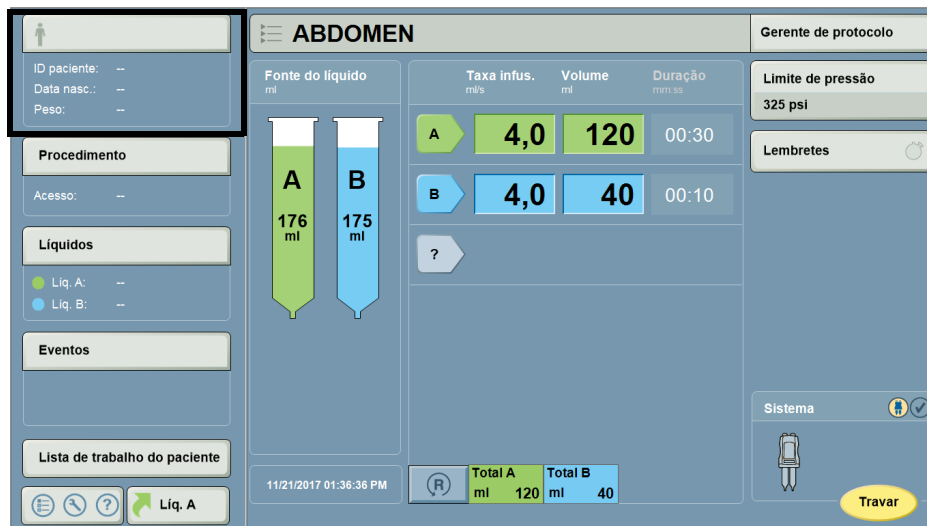 ID paciente: --
Data nasc.: --
Peso: --
Procedimento
Acesso: --
Líquidos
Líq. A: --
Líq. B: --
Eventos
Lista de trabalho do paciente
?
Líq. A
ABDOMEN
Fonte do líquido
ml
A
176
ml
B
175
ml
11/21/2017 01:36:36 PM
Taxa infus. Volume Duração
ml/s ml mm:ss
A 4,0 120 00:30
B 4,0 40 00:10
?
R
Total A Total B
ml 120 ml 40
Gerente de protocolo
Limite de pressão
325 psi
Lembretes
Sistema
Travar